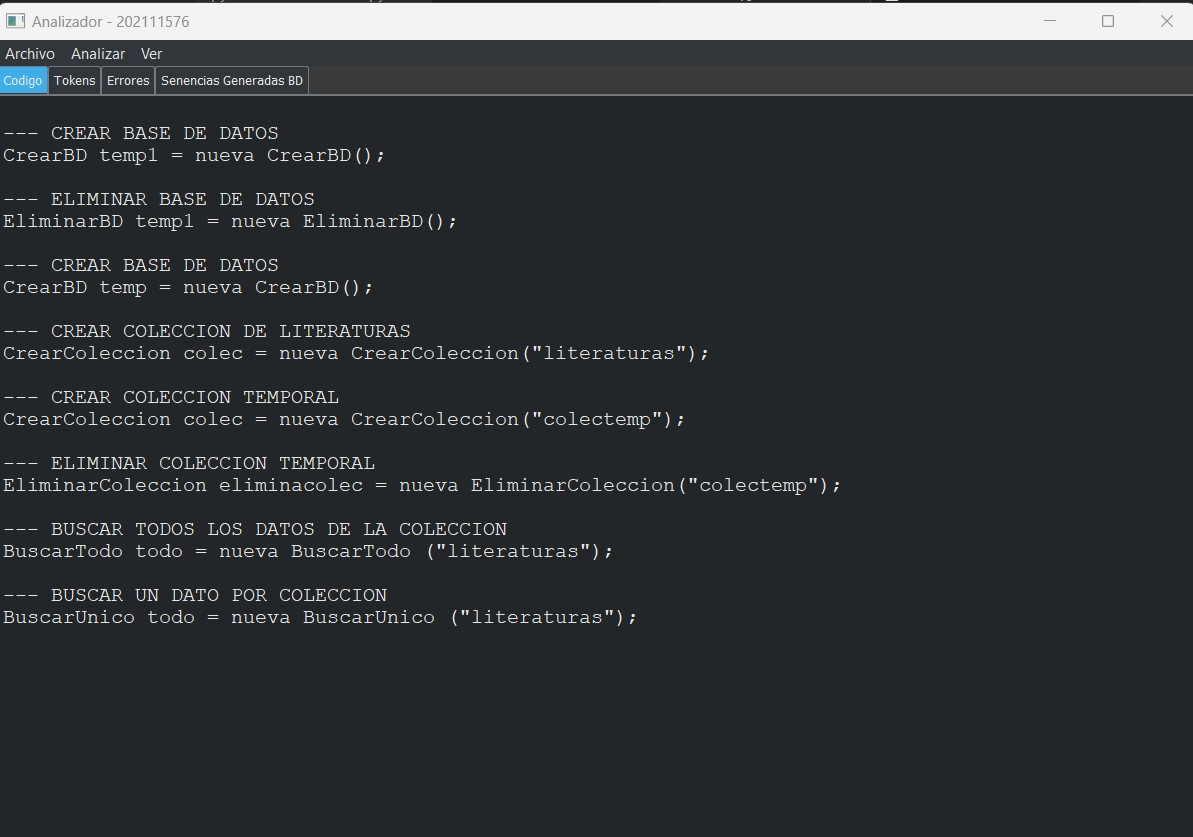 Analizador - 202111576
Archivo Analizar Ver
Codigo Tokens Errores Senencias Generadas BD
--- CREAR BASE DE DATOS
CrearBD temp1 = nueva CrearBD();
--- ELIMINAR BASE DE DATOS
EliminarBD temp1 = nueva EliminarBD();
--- CREAR BASE DE DATOS
CrearBD temp = nueva CrearBD();
--- CREAR COLECCION DE LITERATURAS
CrearColeccion colec = nueva CrearColeccion("literaturas");
--- CREAR COLECCION TEMPORAL
CrearColeccion colec = nueva CrearColeccion("colectemp");
--- ELIMINAR COLECCION TEMPORAL
EliminarColeccion eliminacolec = nueva EliminarColeccion("colectemp");
--- BUSCAR TODOS LOS DATOS DE LA COLECCION
BuscarTodo todo = nueva BuscarTodo ("literaturas");
--- BUSCAR UN DATO POR COLECCION
BuscarUnico todo = nueva BuscarUnico ("literaturas");